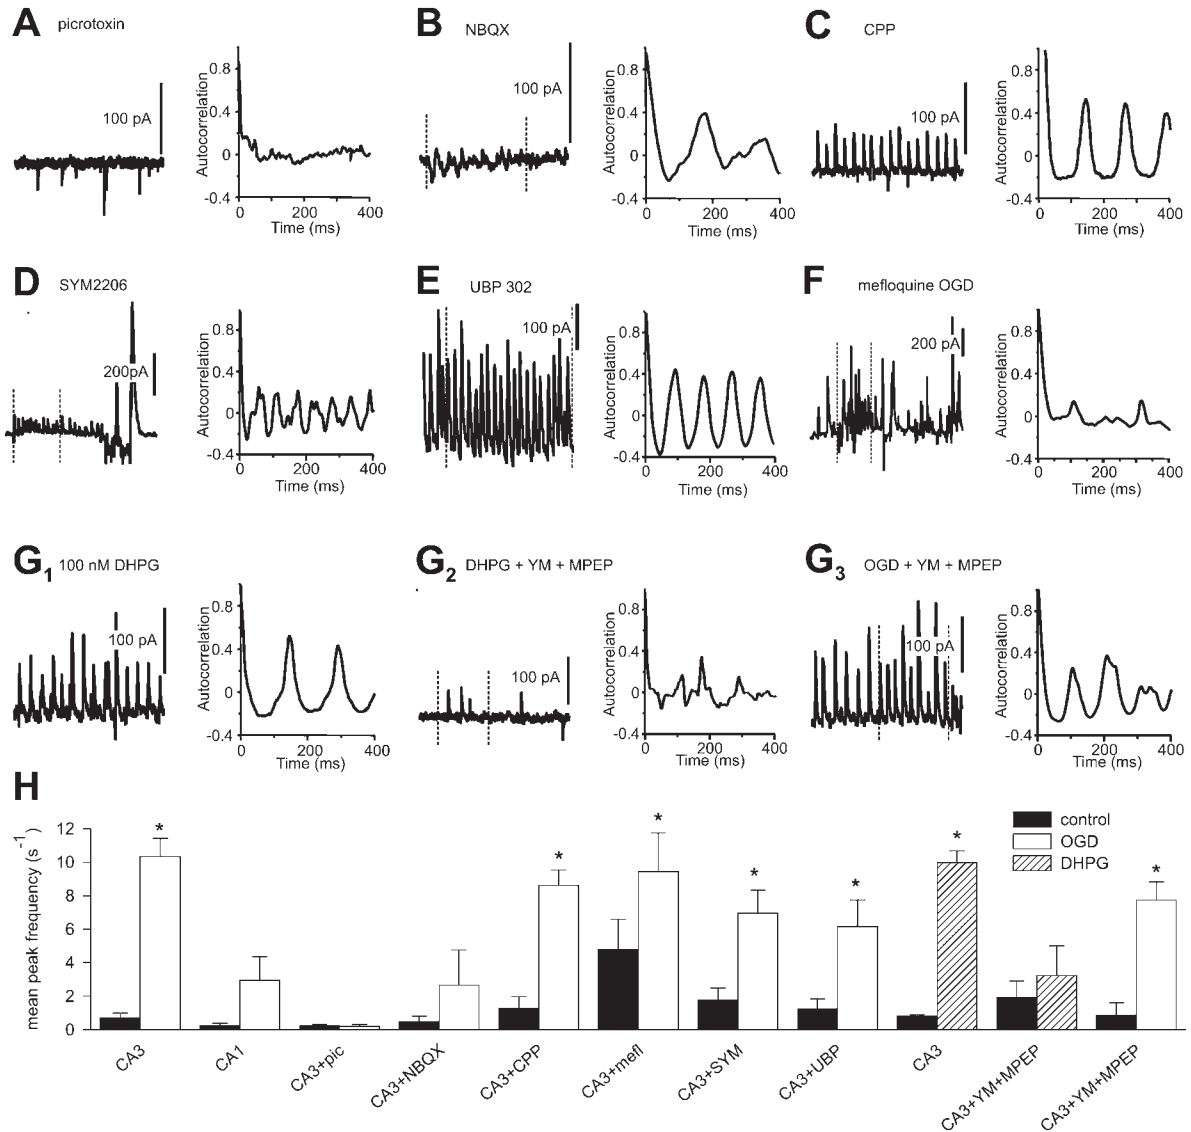 A picrotoxin
100 pA
Autocorrelation
0.8
0.4
0
-0.4
0 200 400
Time (ms)
B NBQX
100 pA
Autocorrelation
0.8
0.4
0
-0.4
0 200 400
Time (ms)
C CPP
100 pA
Autocorrelation
0.8
0.4
0
-0.4
0 200 400
Time (ms)
D SYM2206
200pA
Autocorrelation
0.8
0.4
0
-0.4
0 200 400
Time (ms)
E UBP 302
100 pA
Autocorrelation
0.8
0.4
0
-0.4
0 200 400
Time (ms)
F mefloquine OGD
200 pA
Autocorrelation
0.8
0.4
0
-0.4
0 200 400
Time (ms)
G1 100 nM DHPG
100 pA
Autocorrelation
0.8
0.4
0
-0.4
0 200 400
Time (ms)
G2 DHPG + YM + MPEP
100 pA
Autocorrelation
0.8
0.4
0
-0.4
0 200 400
Time (ms)
G3 OGD + YM + MPEP
100 pA
Autocorrelation
0.8
0.4
0
-0.4
0 200 400
Time (ms)
H
mean peak frequency (s-1)
12
10
8
6
4
2
0
* * * * * * *
control
OGD
DHPG
CA3
CA1
CA3+pic
CA3+NBQX
CA3+CPP
CA3+mefl
CA3+SYM
CA3+UBP
CA3
CA3+YM+MPEP
CA3+YM+MPEP